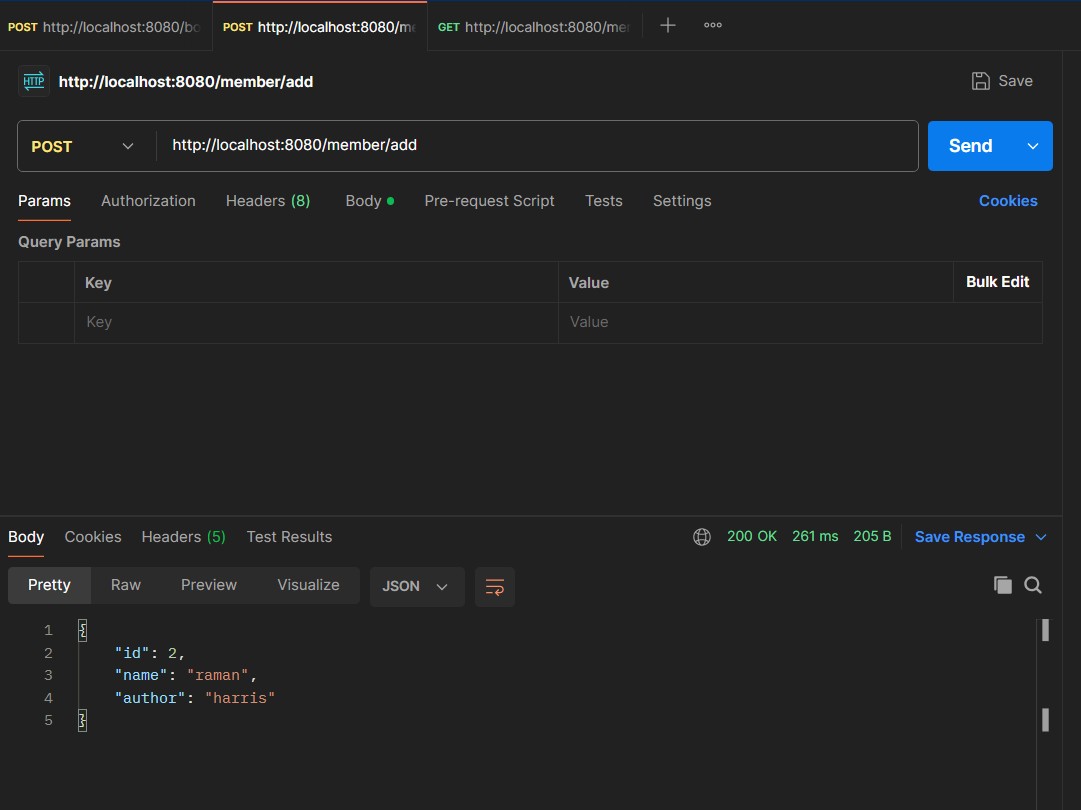 POST http://localhost:8080/bo POST http://localhost:8080/me GET http://localhost:8080/mer
HTTP http://localhost:8080/member/add Save
POST http://localhost:8080/member/add Send
Params Authorization Headers (8) Body Pre-request Script Tests Settings Cookies
Query Params
Key Value Bulk Edit
Key Value
Body Cookies Headers (5) Test Results 200 OK 261 ms 205 B Save Response
Pretty Raw Preview Visualize JSON
1 {
2 "id": 2,
3 "name": "raman",
4 "author": "harris"
5 }